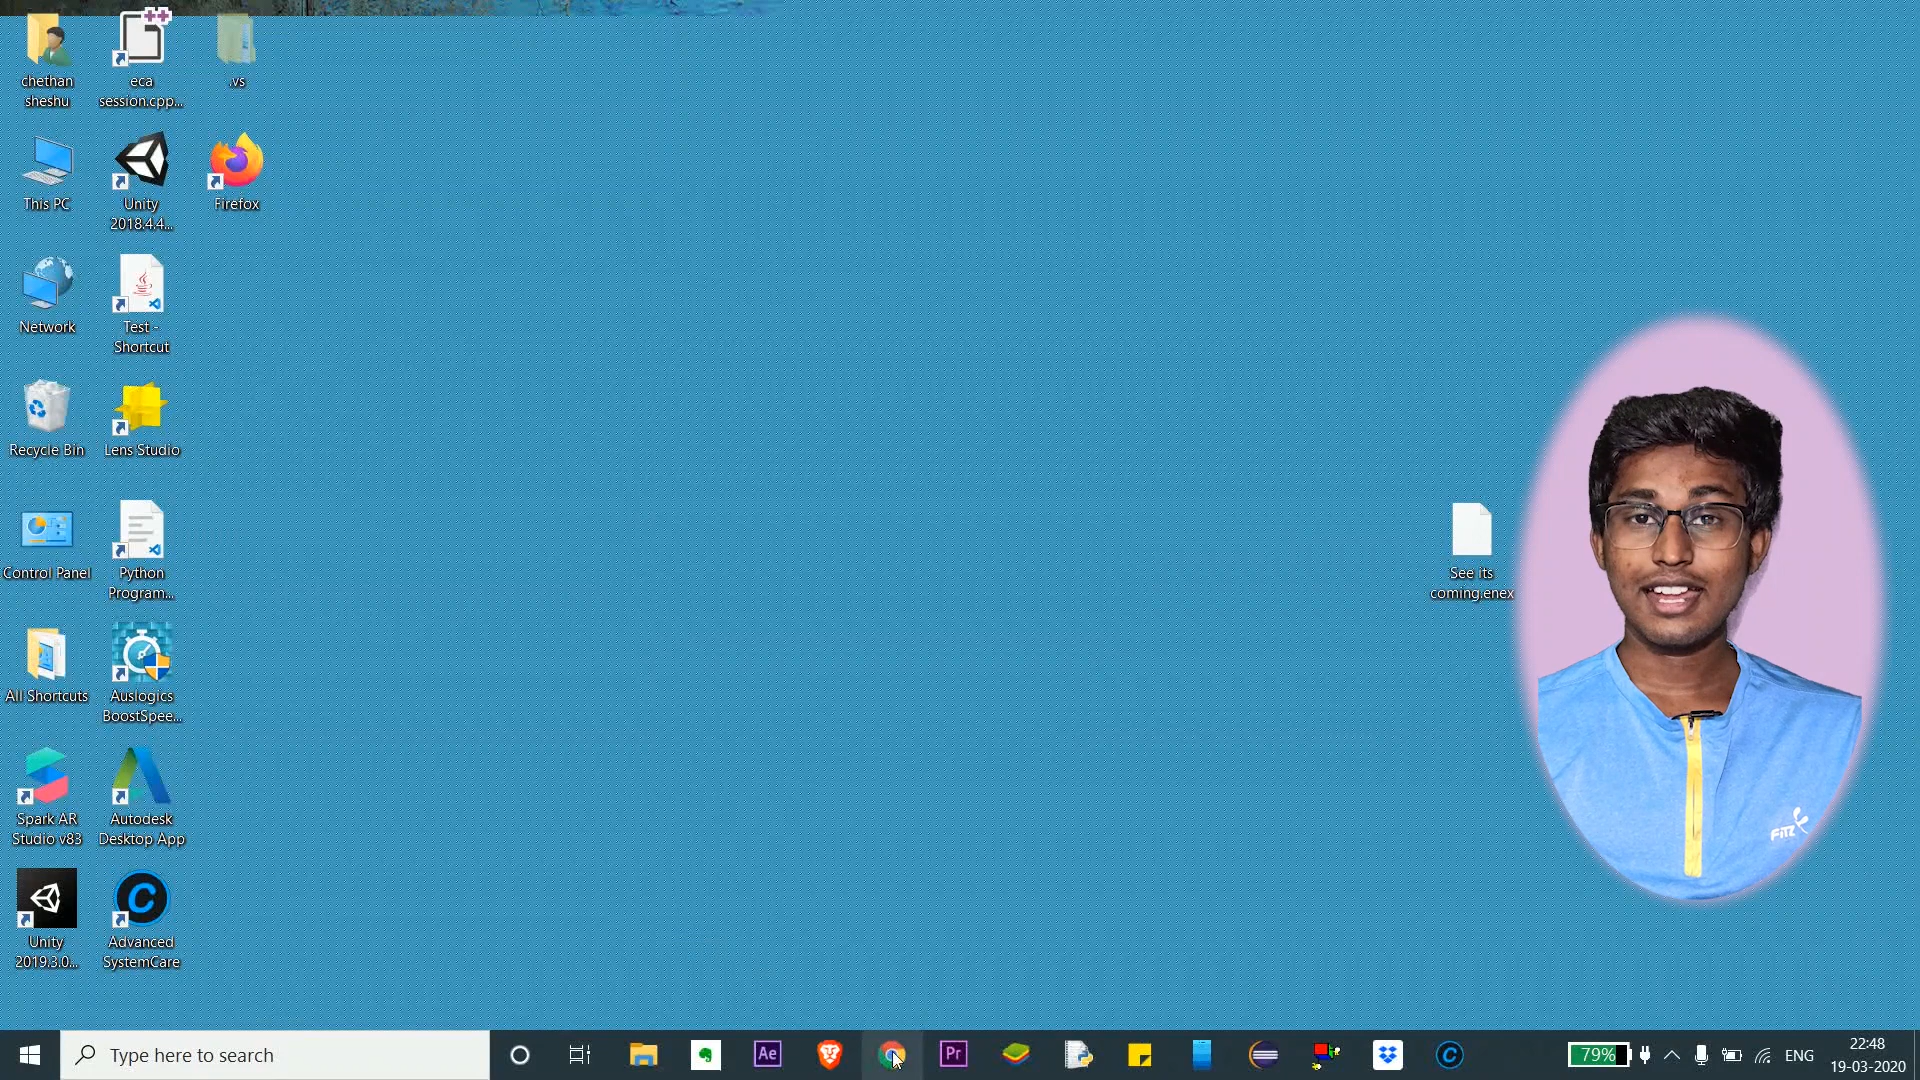 chethan
sheshu
eca
session.cpp...
.vs
This PC
Unity
2018.4.4...
Firefox
Network
Test -
Shortcut
Recycle Bin
Lens Studio
Control Panel
Python
Program...
All Shortcuts
Auslogics
BoostSpee...
Spark AR
Studio v83
Autodesk
Desktop App
Unity
2019.3.0...
Advanced
SystemCare
See its
coming.enex
FiTZ
Type here to search
Ae
Pr
79%
ENG
22:48
19-03-2020